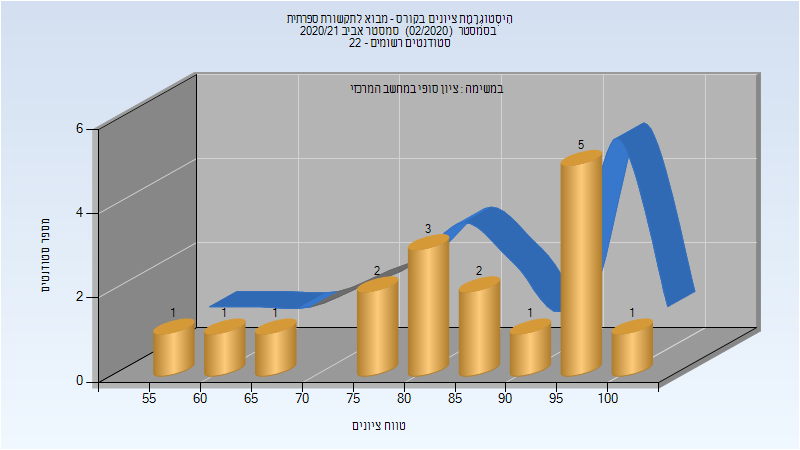 היסטוגרמת ציונים בקורס - מבוא לתקשורת ספרתית
בסמסטר (02/2020) סמסטר אביב 2020/21
סטודנטים רשומים - 22
במשימה : ציון סופי במחשב המרכזי
מספר סטודנטים
6
4
2
0
1
1
1
2
3
2
1
5
1
55 60 65 70 75 80 85 90 95 100
טווח ציונים